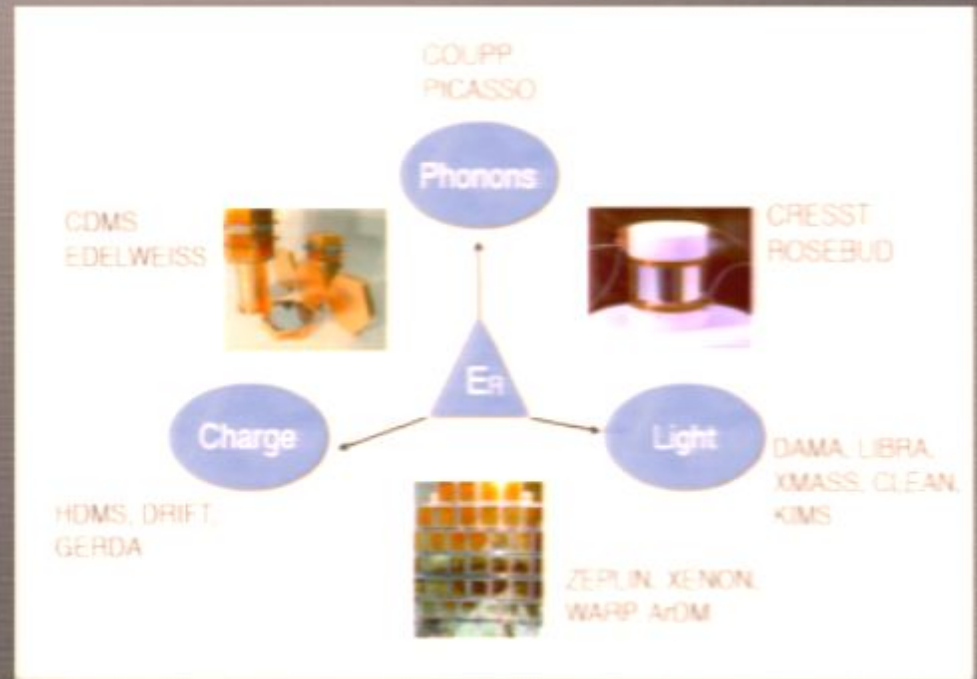 COUPP
PICASSO
Phonons
CDMS
EDELWEISS
CRESST
ROSEBUD
ER
Charge
Light
DAMA, LIBRA,
XMASS, CLEAN,
KIMS
HDMS, DRIFT,
GERDA
ZEPLIN, XENON,
WARP, ArDM